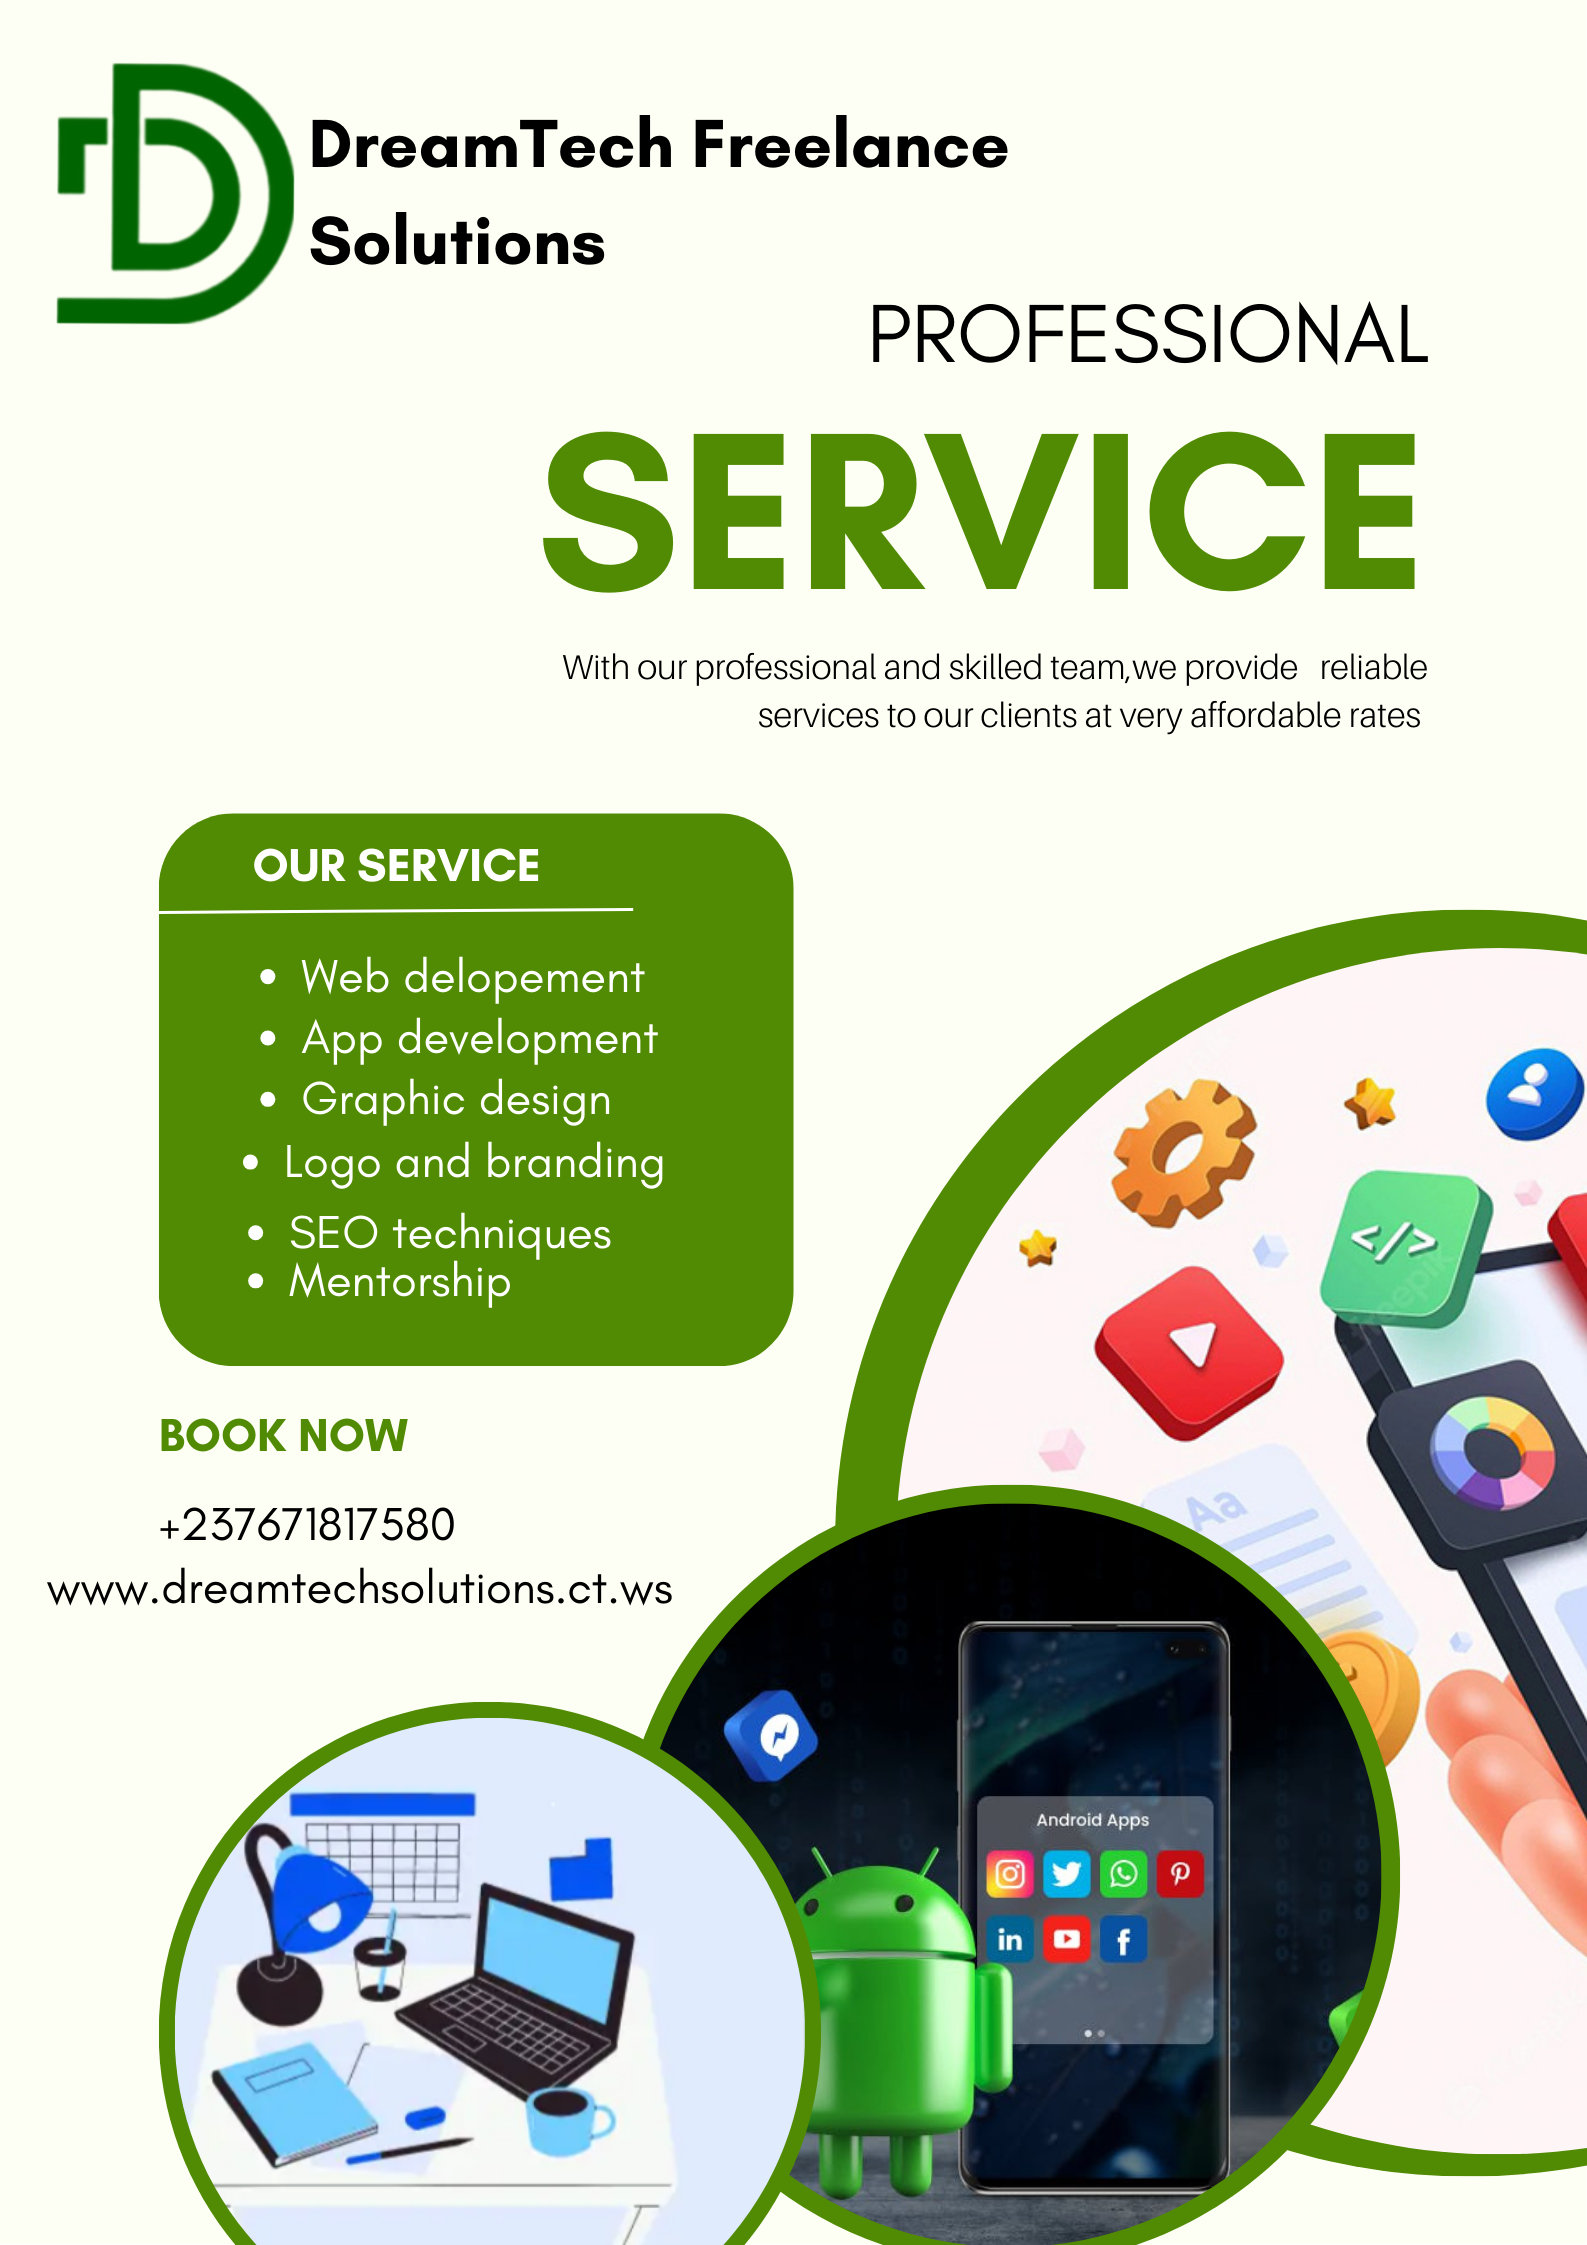 DreamTech Freelance
Solutions
PROFESSIONAL
SERVICE
With our professional and skilled team,we provide reliable
services to our clients at very affordable rates
OUR SERVICE
• Web delopement
• App development
• Graphic design
• Logo and branding
• SEO techniques
• Mentorship
BOOK NOW
+237671817580
www.dreamtechsolutions.ct.ws
</>
Aa
Android Apps
in
f